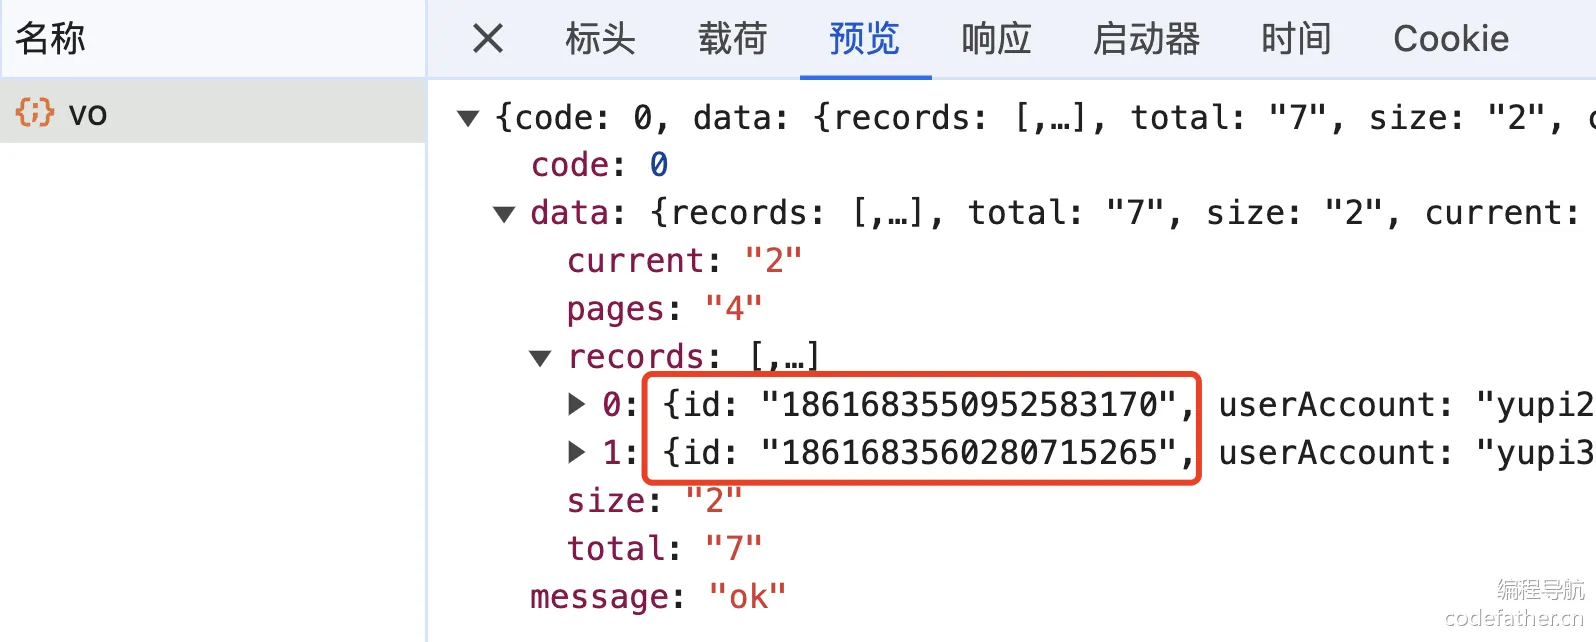 名称
标头 载荷 预览 响应 启动器 时间 Cookie
vo
{code: 0, data: {records: [,…], total: "7", size: "2", c
code: 0
data: {records: [,…], total: "7", size: "2", current:
current: "2"
pages: "4"
records: [,…]
0: {id: "1861683550952583170", userAccount: "yupi2
1: {id: "1861683560280715265", userAccount: "yupi3
size: "2"
total: "7"
message: "ok"
编程导航
codefather.cn